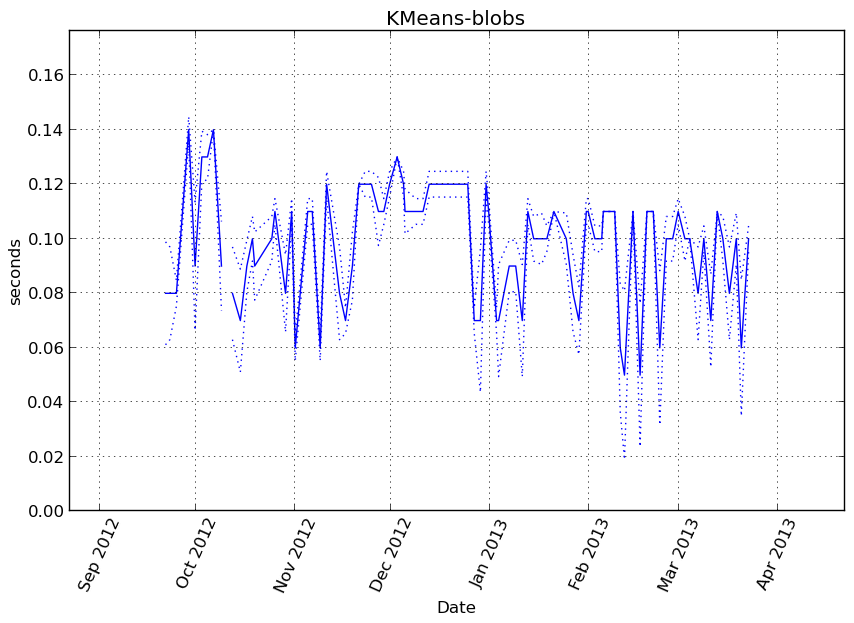 KMeans-blobs
0.16
0.14
0.12
0.10
0.08
0.06
0.04
0.02
0.00
seconds
Sep 2012
Oct 2012
Nov 2012
Dec 2012
Jan 2013
Feb 2013
Mar 2013
Apr 2013
Date